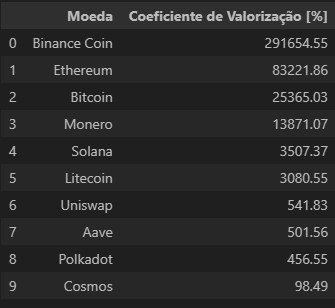 Moeda Coeficiente de Valorização [%]
0 Binance Coin 291654.55
1 Ethereum 83221.86
2 Bitcoin 25365.03
3 Monero 13871.07
4 Solana 3507.37
5 Litecoin 3080.55
6 Uniswap 541.83
7 Aave 501.56
8 Polkadot 456.55
9 Cosmos 98.49